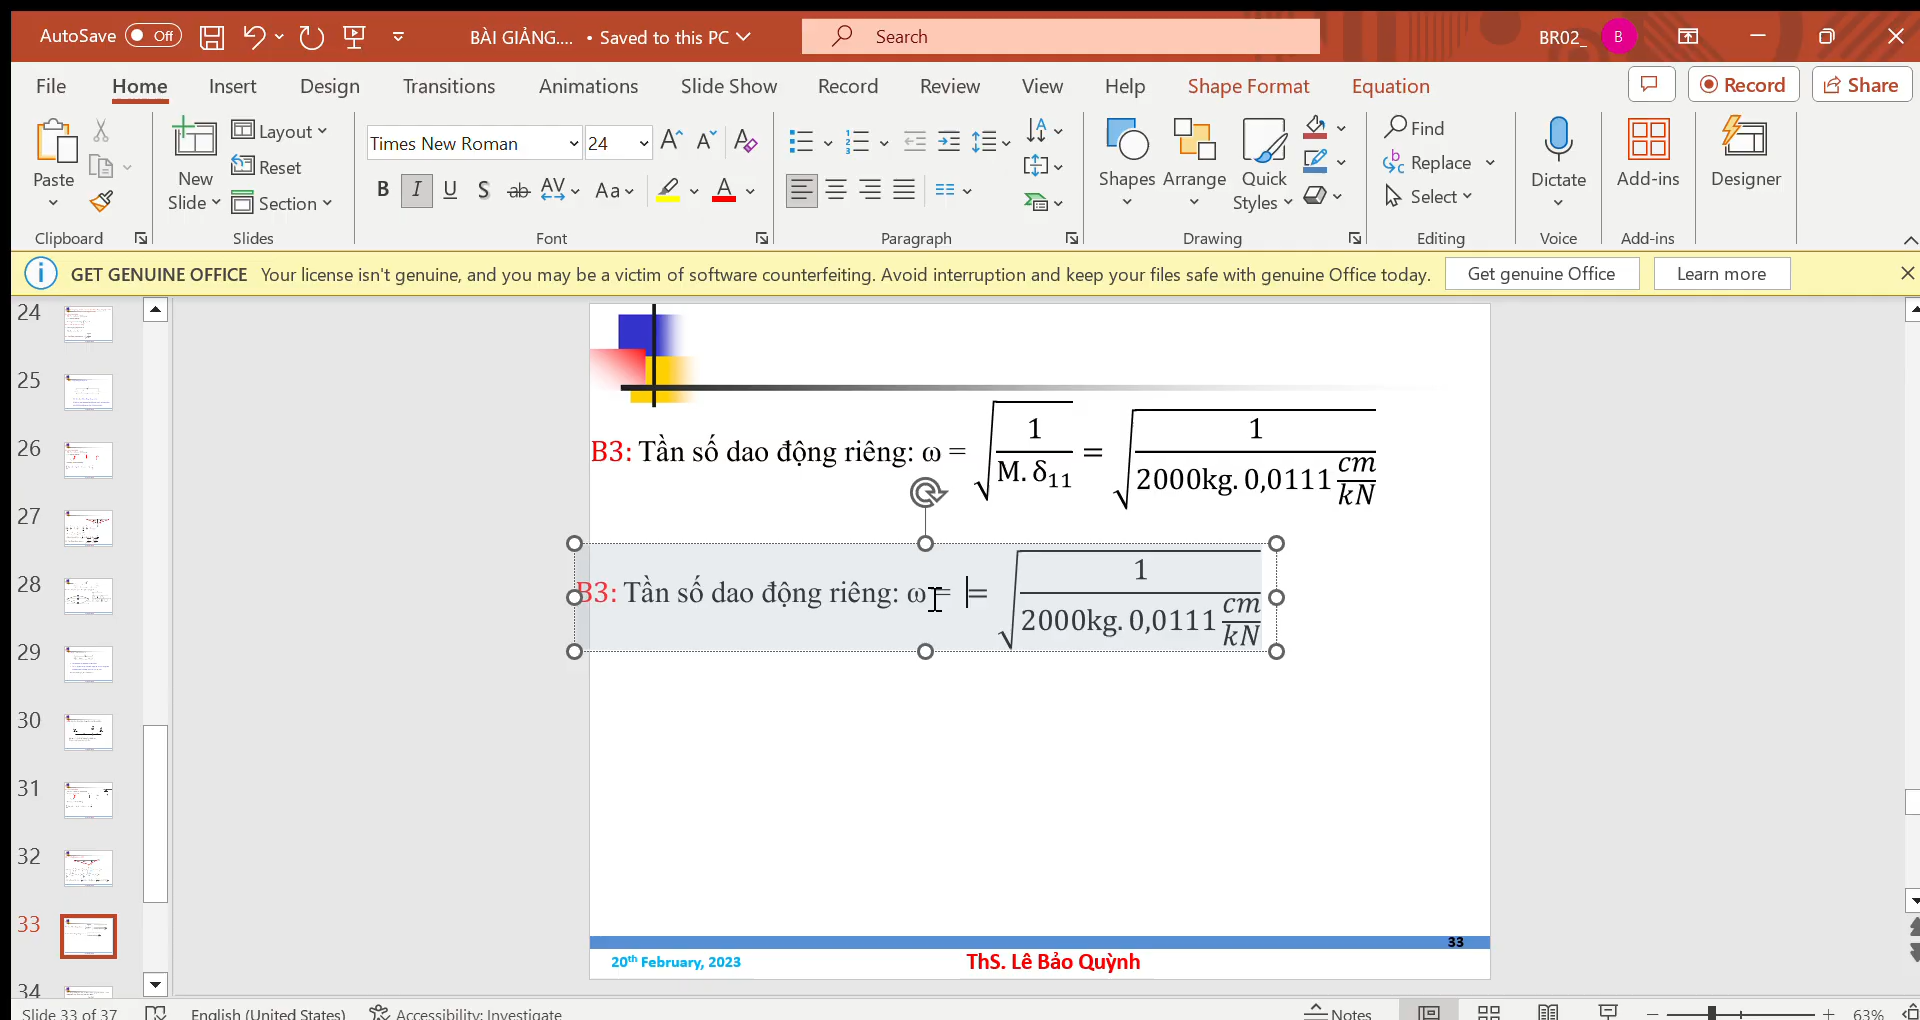 AutoSave Off BÀI GIẢNG.... • Saved to this PC Search BR02_ B
File Home Insert Design Transitions Animations Slide Show Record Review View Help Shape Format Equation Record Share
Paste
Clipboard
New
Slide
Layout
Reset
Section
Slides
Times New Roman 24
B I U S ab AV Aa A
Font
Paragraph
Shapes Arrange Quick
Styles
Drawing
Find
Replace
Select
Editing
Dictate
Voice
Add-ins
Add-ins
Designer
GET GENUINE OFFICE Your license isn't genuine, and you may be a victim of software counterfeiting. Avoid interruption and keep your files safe with genuine Office today. Get genuine Office Learn more
24
25
26
27
28
29
30
31
32
33
34
B3: Tần số dao động riêng: ω = √(1/(M. δ₁₁)) = √(1/(2000kg. 0,0111 cm/kN))
B3: Tần số dao động riêng: ω = = √(1/(2000kg. 0,0111 cm/kN))
33
20th February, 2023 ThS. Lê Bảo Quỳnh
Slide 33 of 37 English (United States) Accessibility: Investigate Notes 63%